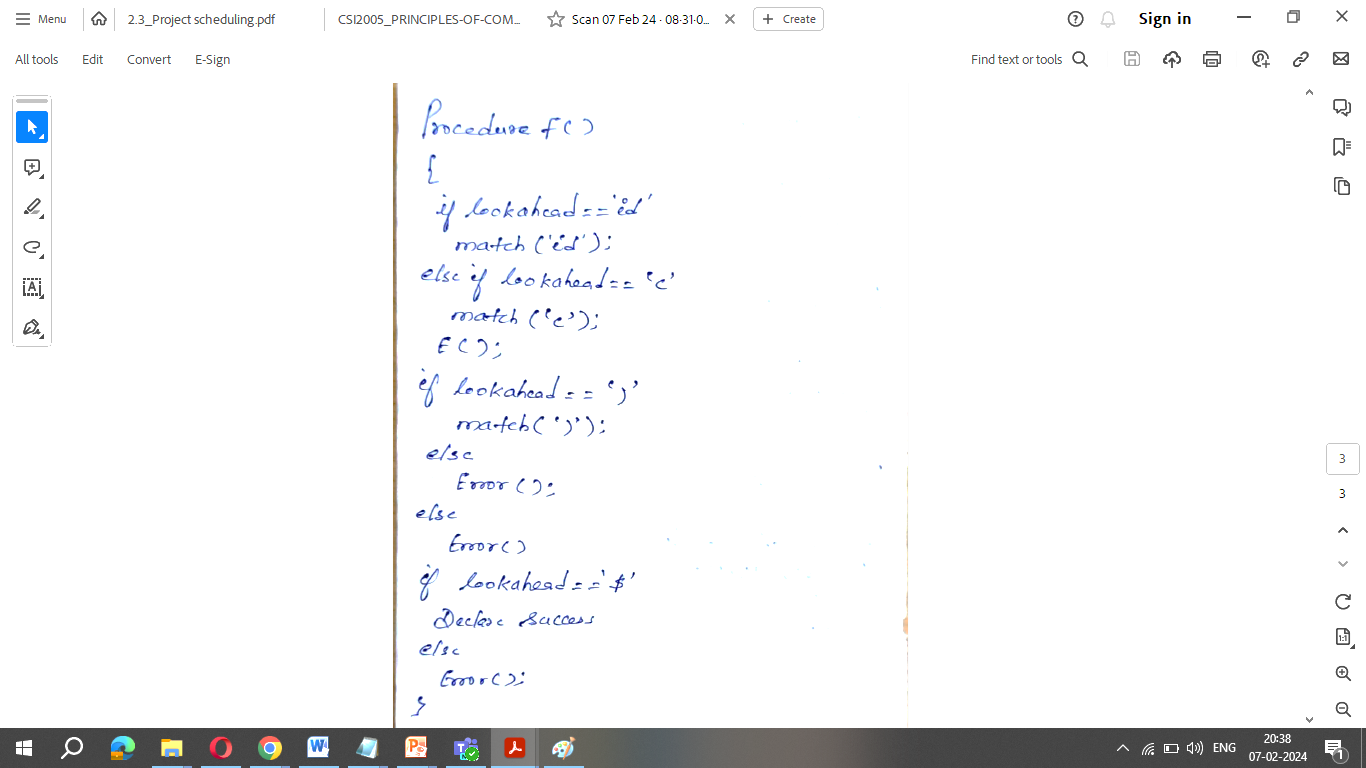 Menu
2.3_Project scheduling.pdf
CSI2005_PRINCIPLES-OF-COM...
Scan 07 Feb 24 · 08·31·0...
Create
Sign in
All tools
Edit
Convert
E-Sign
Find text or tools
Procedure F()
{
if lookahead=='id'
match('id');
else if lookahead== '('
match('(');
E();
if lookahead== ')'
match(')');
else
Error();
else
Error()
if lookahead=='$'
Declare success
else
Error();
}
3
3
1:1
ENG
20:38
07-02-2024
1